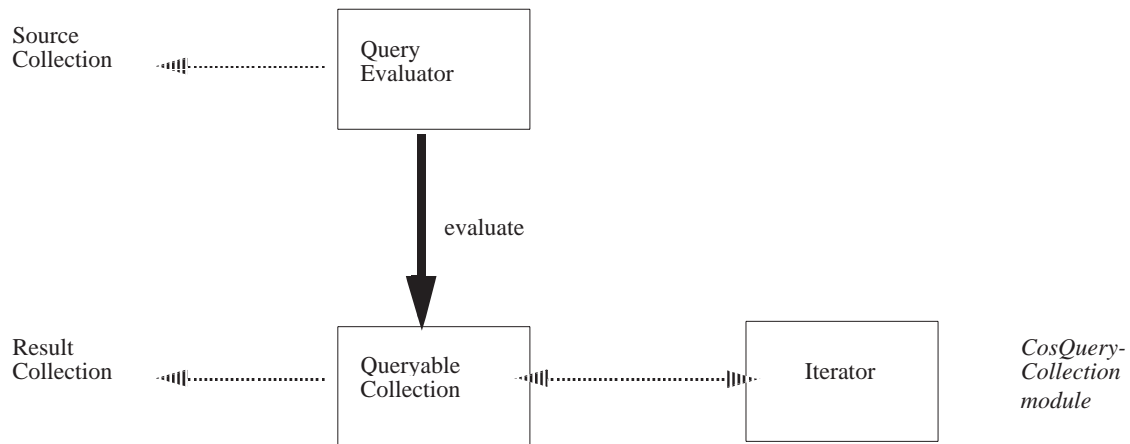 Source
Collection
Query
Evaluator
evaluate
Result
Collection
Queryable
Collection
Iterator
CosQuery-
Collection
module